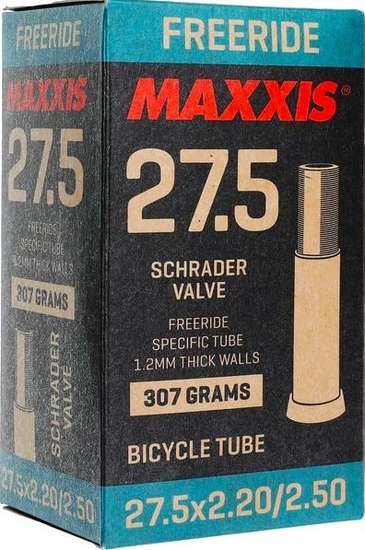 FREERIDE
MAXXIS®
27.5
SCHRADER
VALVE
FREERIDE
SPECIFIC TUBE
1.2MM THICK WALLS
307 GRAMS
BICYCLE TUBE
27.5x2.20/2.50
FREERIDE
MAXXIS
27.5
FREERIDE
SPECIFIC TUBE
1.2MM THICK WALLS
307 GRAMS
SCHRADER
VALVE
27.5x2.20/2.50